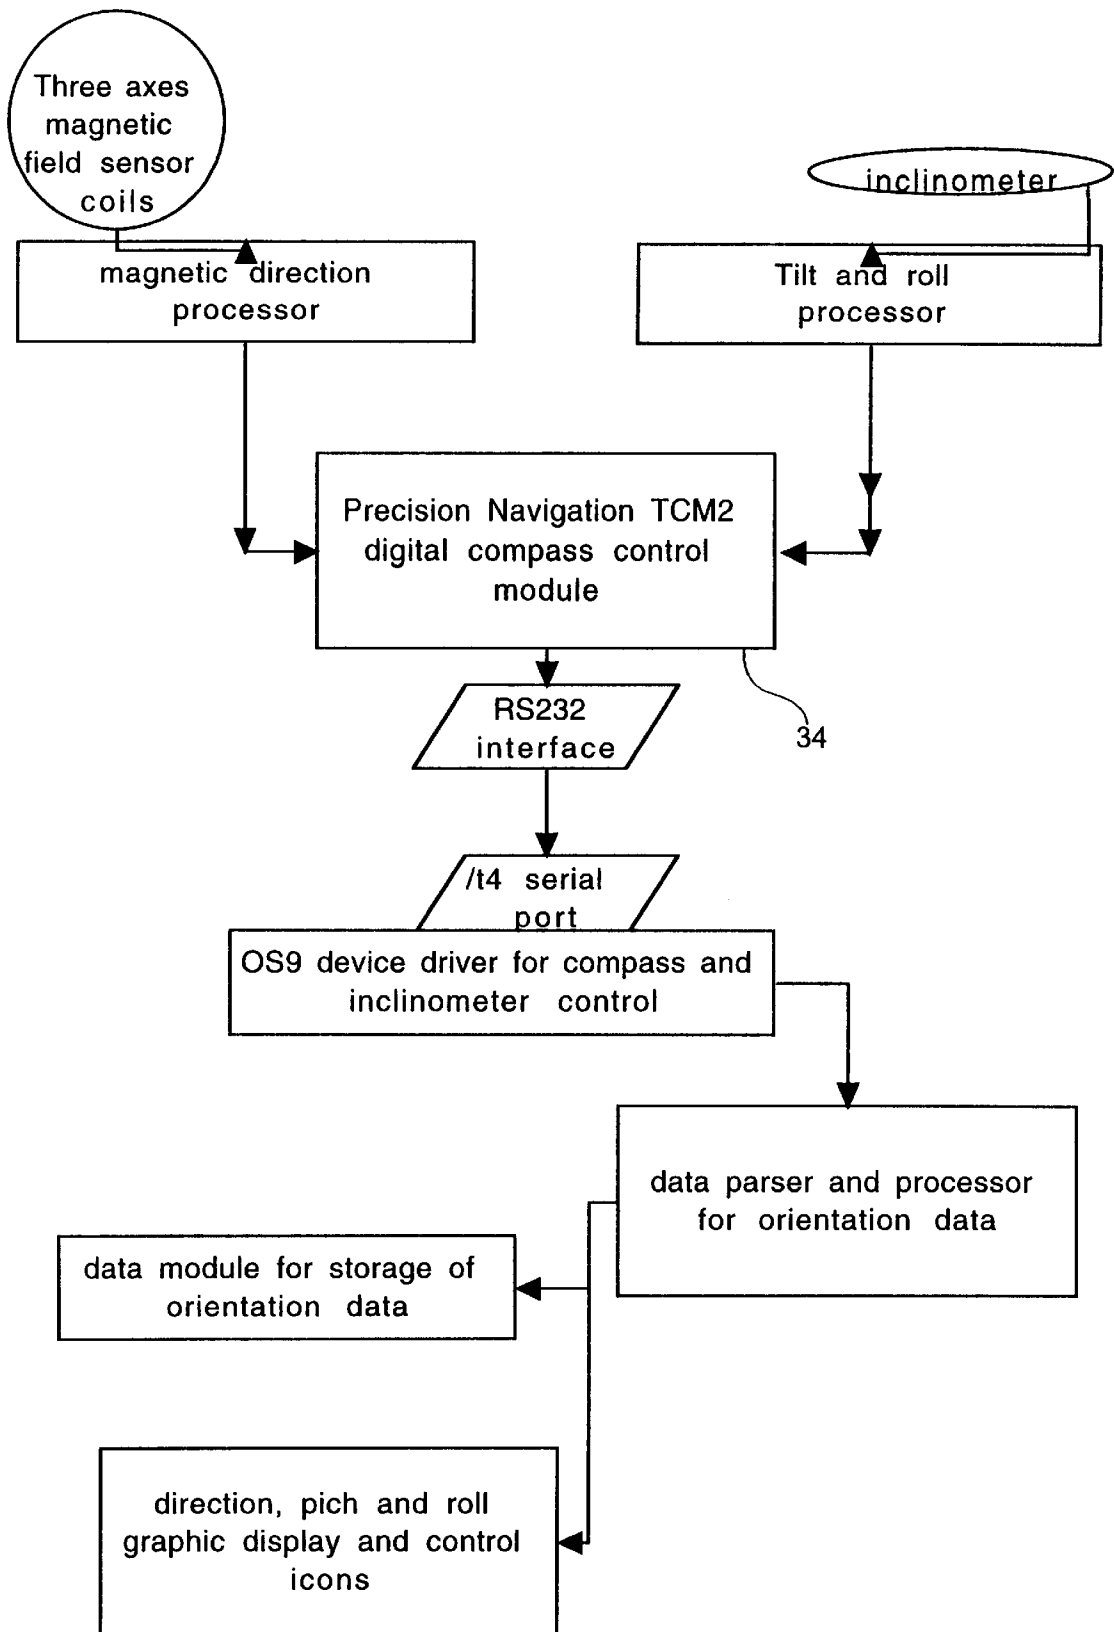 Three axes
magnetic
field sensor
coils
inclinometer
magnetic direction
processor
Tilt and roll
processor
Precision Navigation TCM2
digital compass control
module
34
RS232
interface
/t4 serial
port
OS9 device driver for compass and
inclinometer control
data parser and processor
for orientation data
data module for storage of
orientation data
direction, pich and roll
graphic display and control
icons